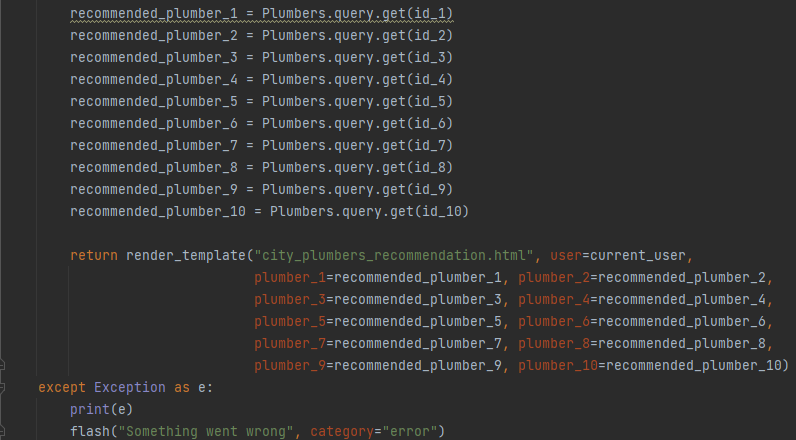 recommended_plumber_1 = Plumbers.query.get(id_1)
recommended_plumber_2 = Plumbers.query.get(id_2)
recommended_plumber_3 = Plumbers.query.get(id_3)
recommended_plumber_4 = Plumbers.query.get(id_4)
recommended_plumber_5 = Plumbers.query.get(id_5)
recommended_plumber_6 = Plumbers.query.get(id_6)
recommended_plumber_7 = Plumbers.query.get(id_7)
recommended_plumber_8 = Plumbers.query.get(id_8)
recommended_plumber_9 = Plumbers.query.get(id_9)
recommended_plumber_10 = Plumbers.query.get(id_10)
return render_template("city_plumbers_recommendation.html", user=current_user,
plumber_1=recommended_plumber_1, plumber_2=recommended_plumber_2,
plumber_3=recommended_plumber_3, plumber_4=recommended_plumber_4,
plumber_5=recommended_plumber_5, plumber_6=recommended_plumber_6,
plumber_7=recommended_plumber_7, plumber_8=recommended_plumber_8,
plumber_9=recommended_plumber_9, plumber_10=recommended_plumber_10)
except Exception as e:
print(e)
flash("Something went wrong", category="error")